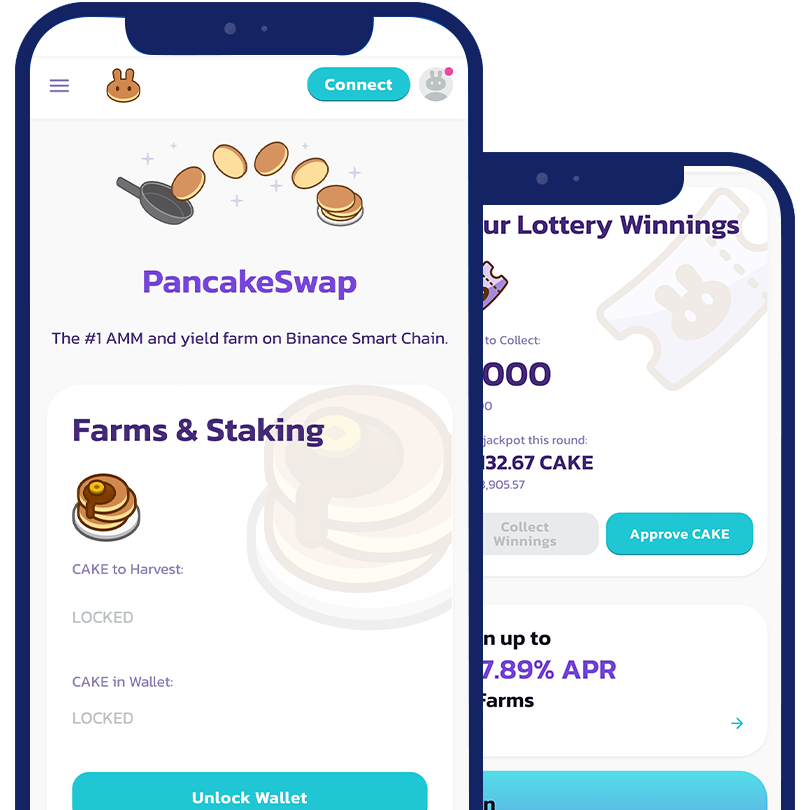 Connect
PancakeSwap
The #1 AMM and yield farm on Binance Smart Chain.
Farms & Staking
CAKE to Harvest:
LOCKED
CAKE in Wallet:
LOCKED
Unlock Wallet
ur Lottery Winnings
to Collect:
000
jackpot this round:
132.67 CAKE
3,905.57
Collect
Winnings
Approve CAKE
n up to
7.89% APR
Farms